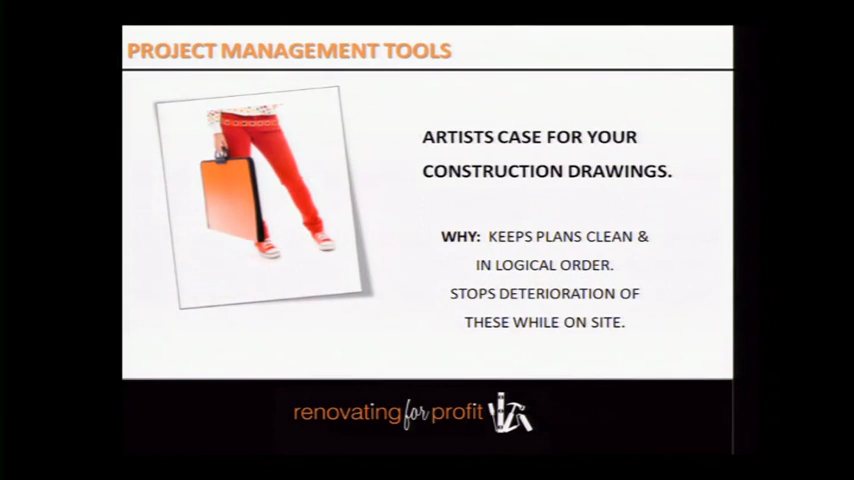 PROJECT MANAGEMENT TOOLS
ARTISTS CASE FOR YOUR
CONSTRUCTION DRAWINGS.
WHY: KEEPS PLANS CLEAN &
IN LOGICAL ORDER.
STOPS DETERIORATION OF
THESE WHILE ON SITE.
renovating for profit